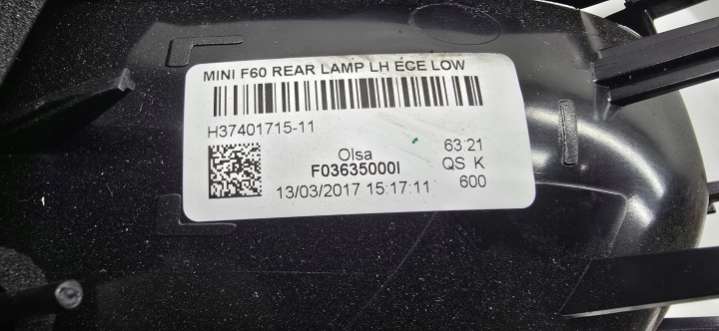 MINI F60 REAR LAMP LH ECE LOW
H37401715-11
Olsa 63 21
F03635000I QS K
13/03/2017 15:17:11 600